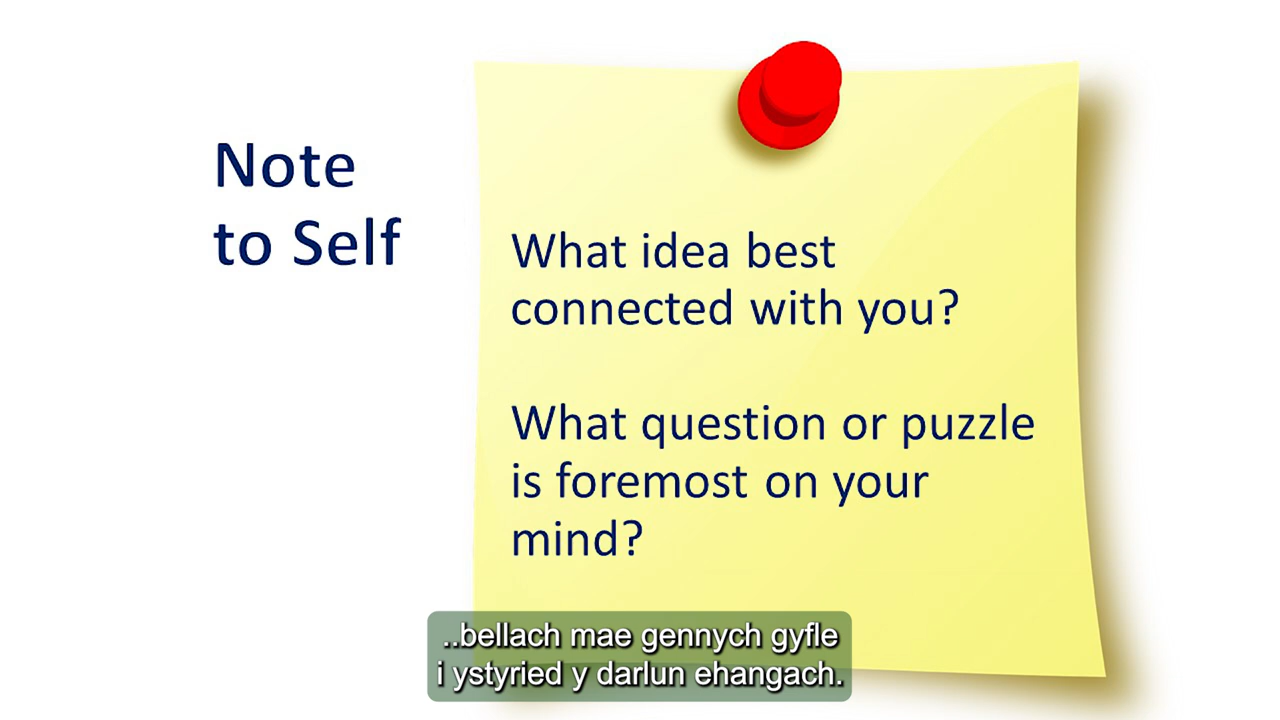 Note
to Self
What idea best
connected with you?
What question or puzzle
is foremost on your
mind?
..bellach mae gennych gyfle
i ystyried y darlun ehangach.